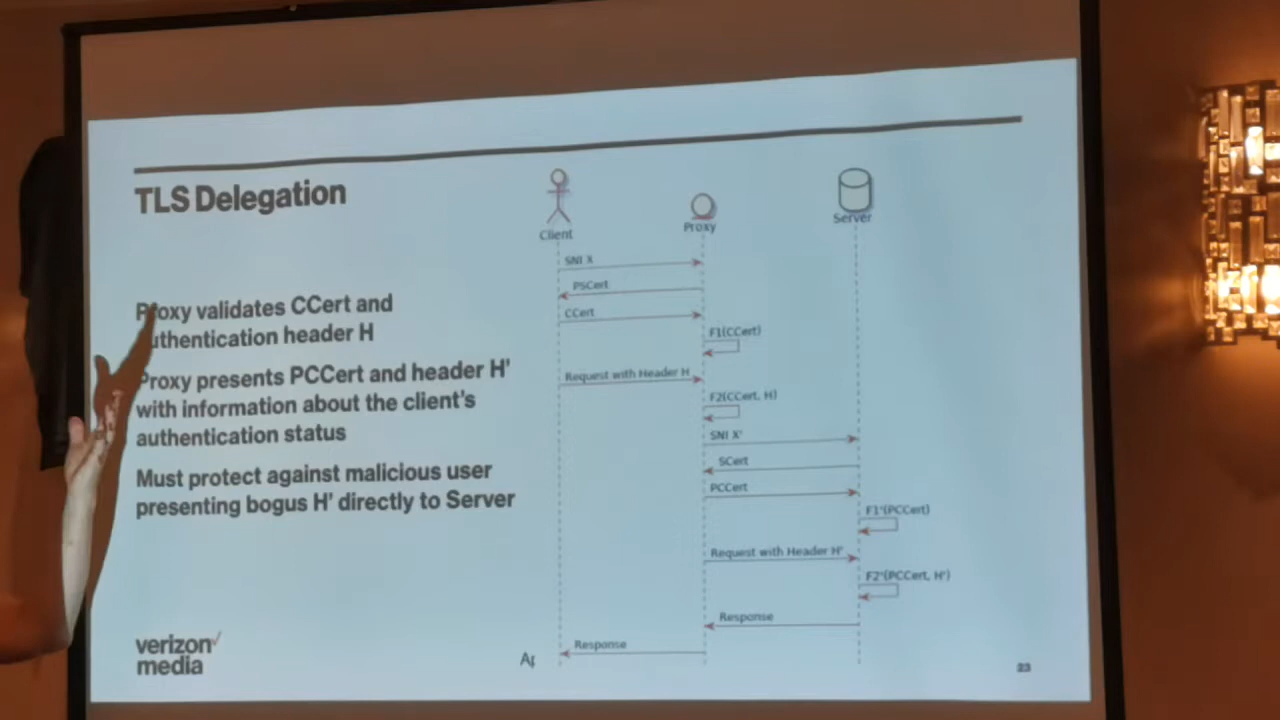 TLS Delegation
Proxy validates CCert and
authentication header H
Proxy presents PCCert and header H'
with information about the client's
authentication status
Must protect against malicious user
presenting bogus H' directly to Server
Client
Proxy
Server
SNI X
PSCert
CCert
F1(CCert)
Request with Header H
F2(CCert, H)
SNI X'
SCert
PCCert
F1'(PCCert)
Request with Header H'
F2'(PCCert, H')
Response
Response
verizon✓
media
23